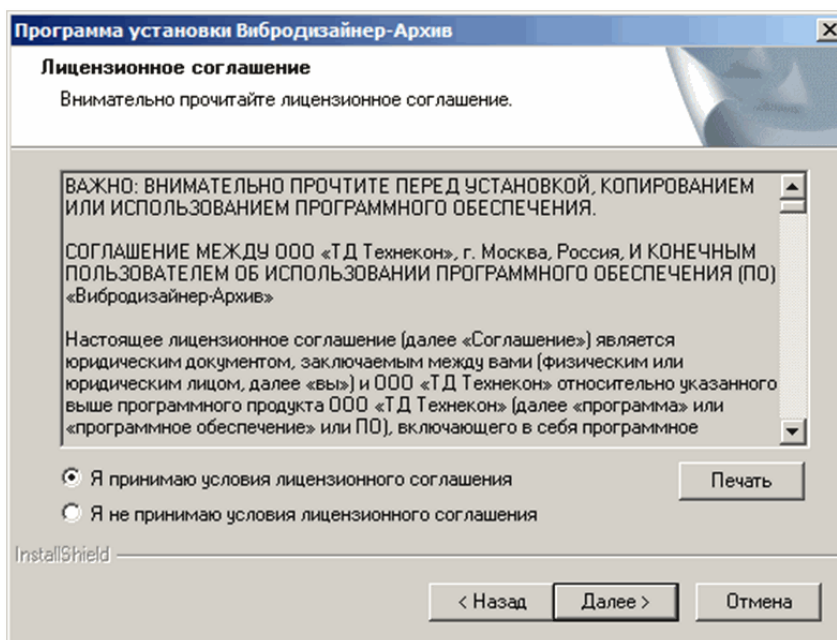 Программа установки Вибродизайнер-Архив
Лицензионное соглашение
Внимательно прочитайте лицензионное соглашение.
ВАЖНО: ВНИМАТЕЛЬНО ПРОЧТИТЕ ПЕРЕД УСТАНОВКОЙ, КОПИРОВАНИЕМ
ИЛИ ИСПОЛЬЗОВАНИЕМ ПРОГРАММНОГО ОБЕСПЕЧЕНИЯ.
СОГЛАШЕНИЕ МЕЖДУ ООО «ТД Технекон», г. Москва, Россия, И КОНЕЧНЫМ
ПОЛЬЗОВАТЕЛЕМ ОБ ИСПОЛЬЗОВАНИИ ПРОГРАММНОГО ОБЕСПЕЧЕНИЯ (ПО)
«Вибродизайнер-Архив»
Настоящее лицензионное соглашение (далее «Соглашение») является
юридическим документом, заключаемым между вами (физическим или
юридическим лицом, далее «вы») и ООО «ТД Технекон» относительно указанного
выше программного продукта ООО «ТД Технекон» (далее «программа» или
«программное обеспечение» или ПО), включающего в себя программное
Я принимаю условия лицензионного соглашения
Печать
Я не принимаю условия лицензионного соглашения
InstallShield
< Назад
Далее >
Отмена